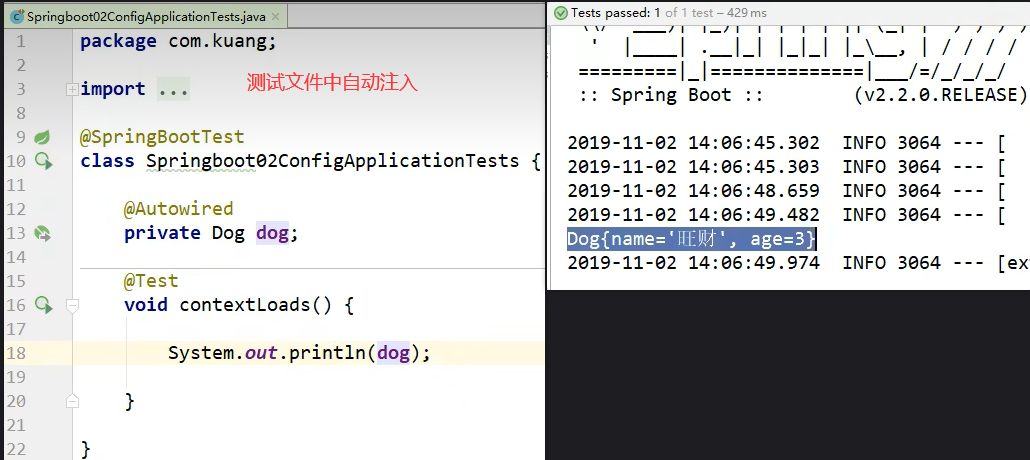 Springboot02ConfigApplicationTests.java
1 package com.kuang;
2
3 import ...
测试文件中自动注入
8
9 @SpringBootTest
10 class Springboot02ConfigApplicationTests {
11
12 @Autowired
13 private Dog dog;
14
15 @Test
16 void contextLoads() {
17
18 System.out.println(dog);
19
20 }
21
22 }
Tests passed: 1 of 1 test – 429 ms
' |____| .__|_| |_|_| |_\__, | / / / /
=========|_|==============|___/=/_/_/_/
:: Spring Boot :: (v2.2.0.RELEASE)
2019-11-02 14:06:45.302 INFO 3064 --- [
2019-11-02 14:06:45.303 INFO 3064 --- [
2019-11-02 14:06:48.659 INFO 3064 --- [
2019-11-02 14:06:49.482 INFO 3064 --- [
Dog{name='旺财', age=3}
2019-11-02 14:06:49.974 INFO 3064 --- [ex